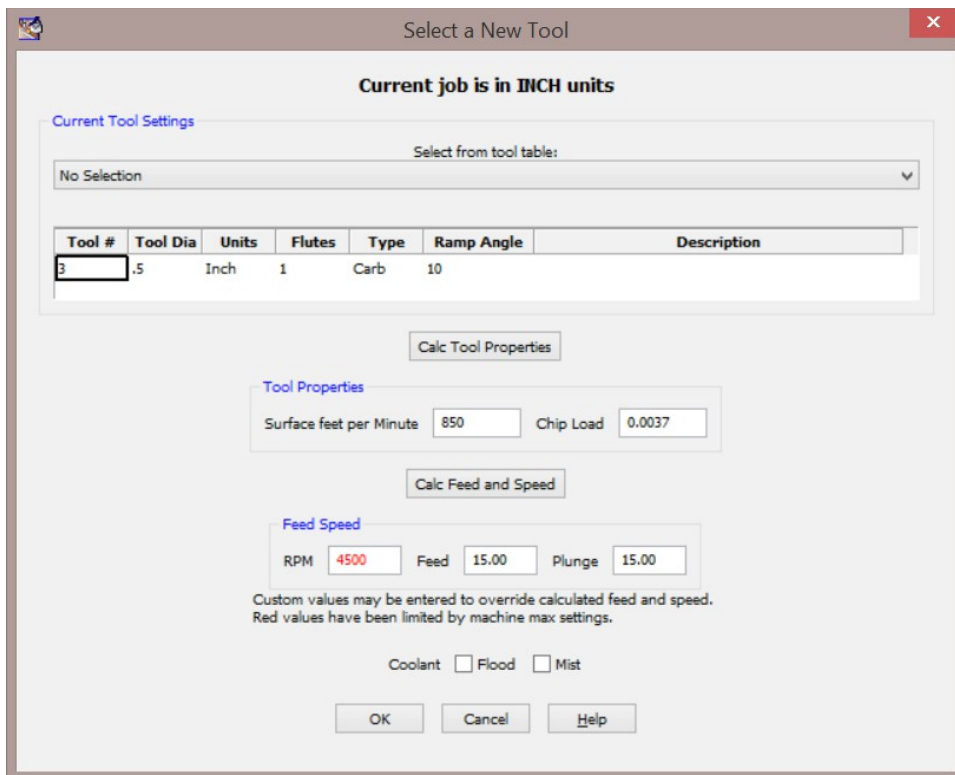 Select a New Tool
Current job is in INCH units
Current Tool Settings
Select from tool table:
No Selection
Tool # Tool Dia Units Flutes Type Ramp Angle Description
3 .5 Inch 1 Carb 10
Calc Tool Properties
Tool Properties
Surface feet per Minute 850 Chip Load 0.0037
Calc Feed and Speed
Feed Speed
RPM 4500 Feed 15.00 Plunge 15.00
Custom values may be entered to override calculated feed and speed.
Red values have been limited by machine max settings.
Coolant Flood Mist
OK Cancel Help